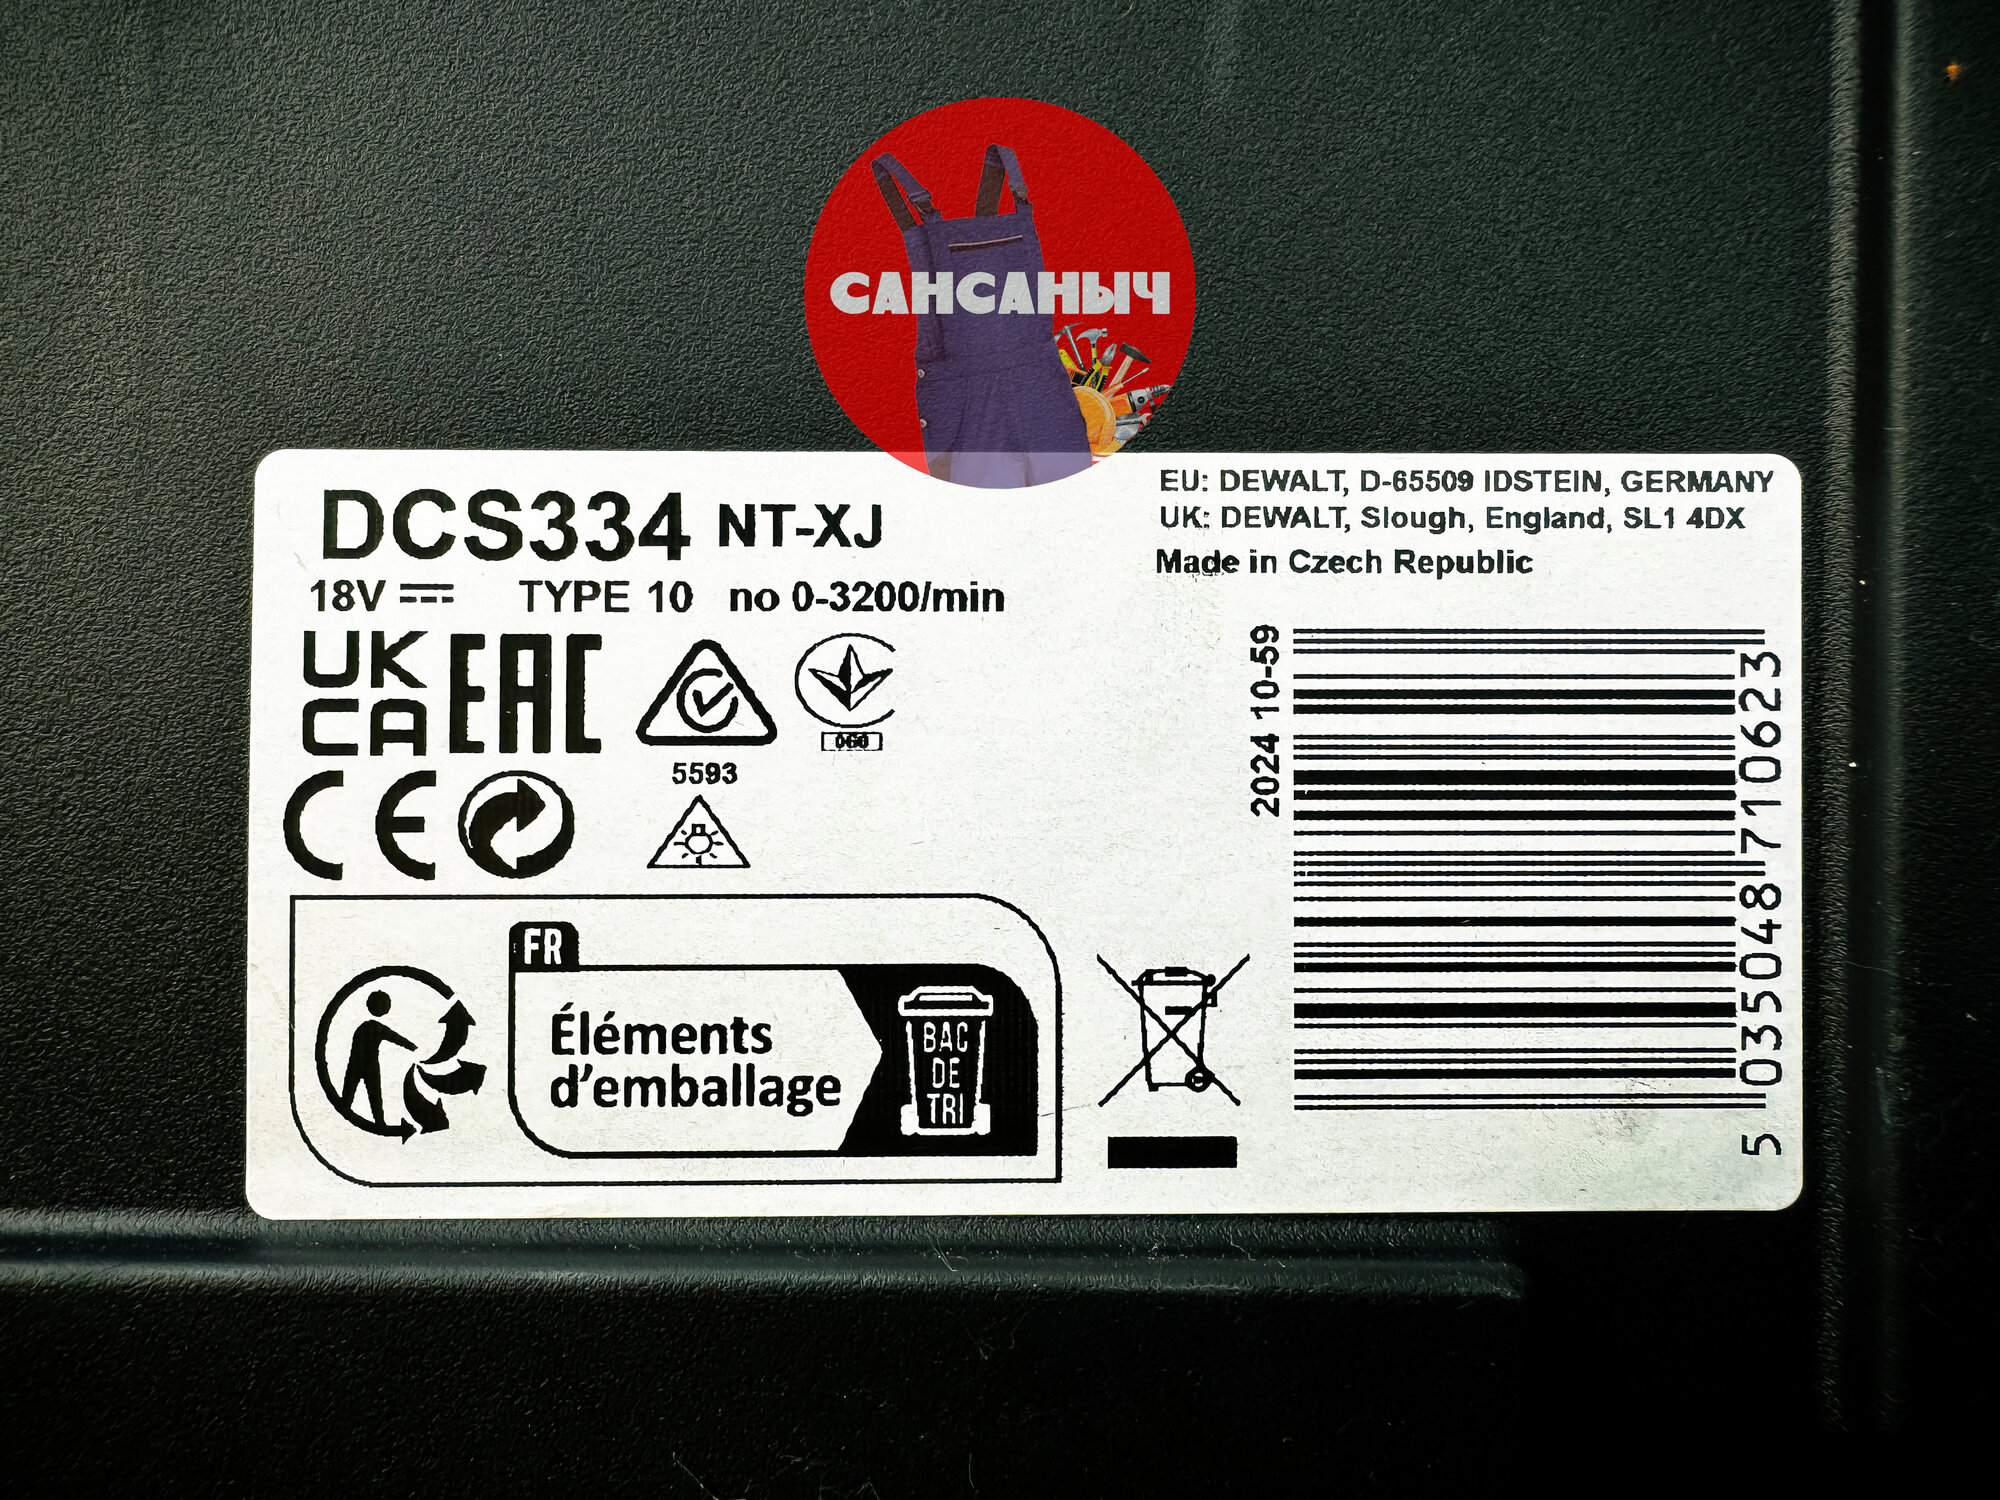 САНСАНЫЧ
DCS334 NT-XJ
18V TYPE 10 no 0-3200/min
EU: DEWALT, D-65509 IDSTEIN, GERMANY
UK: DEWALT, Slough, England, SL1 4DX
Made in Czech Republic
UK
CA
EAC
060
5593
CE
2024 10-59
5 035048 710623
FR
Éléments
d'emballage
BAC
DE
TRI